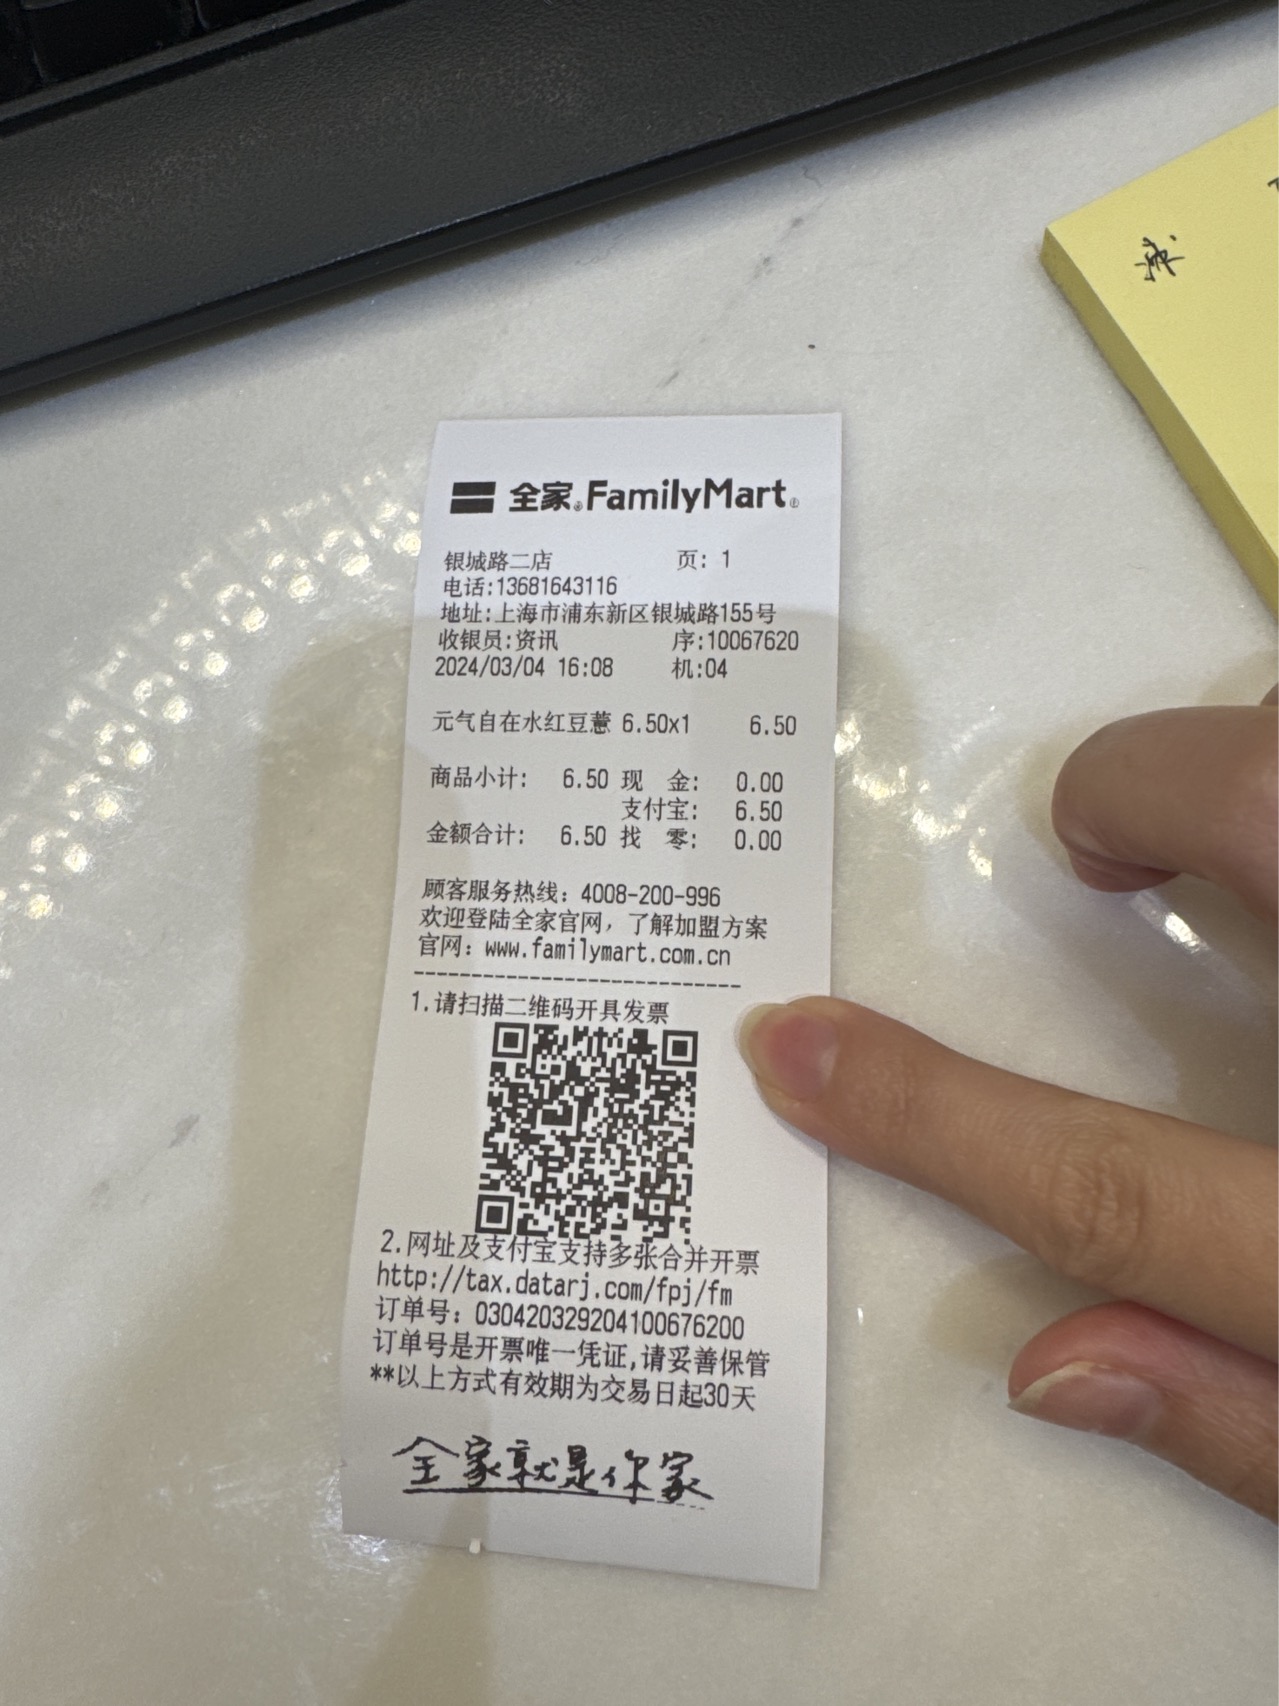 全家 FamilyMart
银城路二店 页: 1
电话:13681643116
地址:上海市浦东新区银城路155号
收银员:资讯 序:10067620
2024/03/04 16:08 机:04
元气自在水红豆薏 6.50x1 6.50
商品小计: 6.50 现 金: 0.00
支付宝: 6.50
金额合计: 6.50 找 零: 0.00
顾客服务热线: 4008-200-996
欢迎登陆全家官网，了解加盟方案
官网: www.familymart.com.cn
--------------------------
1.请扫描二维码开具发票
2.网址及支付宝支持多张合并开票
http://tax.datarj.com/fpj/fm
订单号: 030420329204100676200
订单号是开票唯一凭证,请妥善保管
**以上方式有效期为交易日起30天
全家就是你家